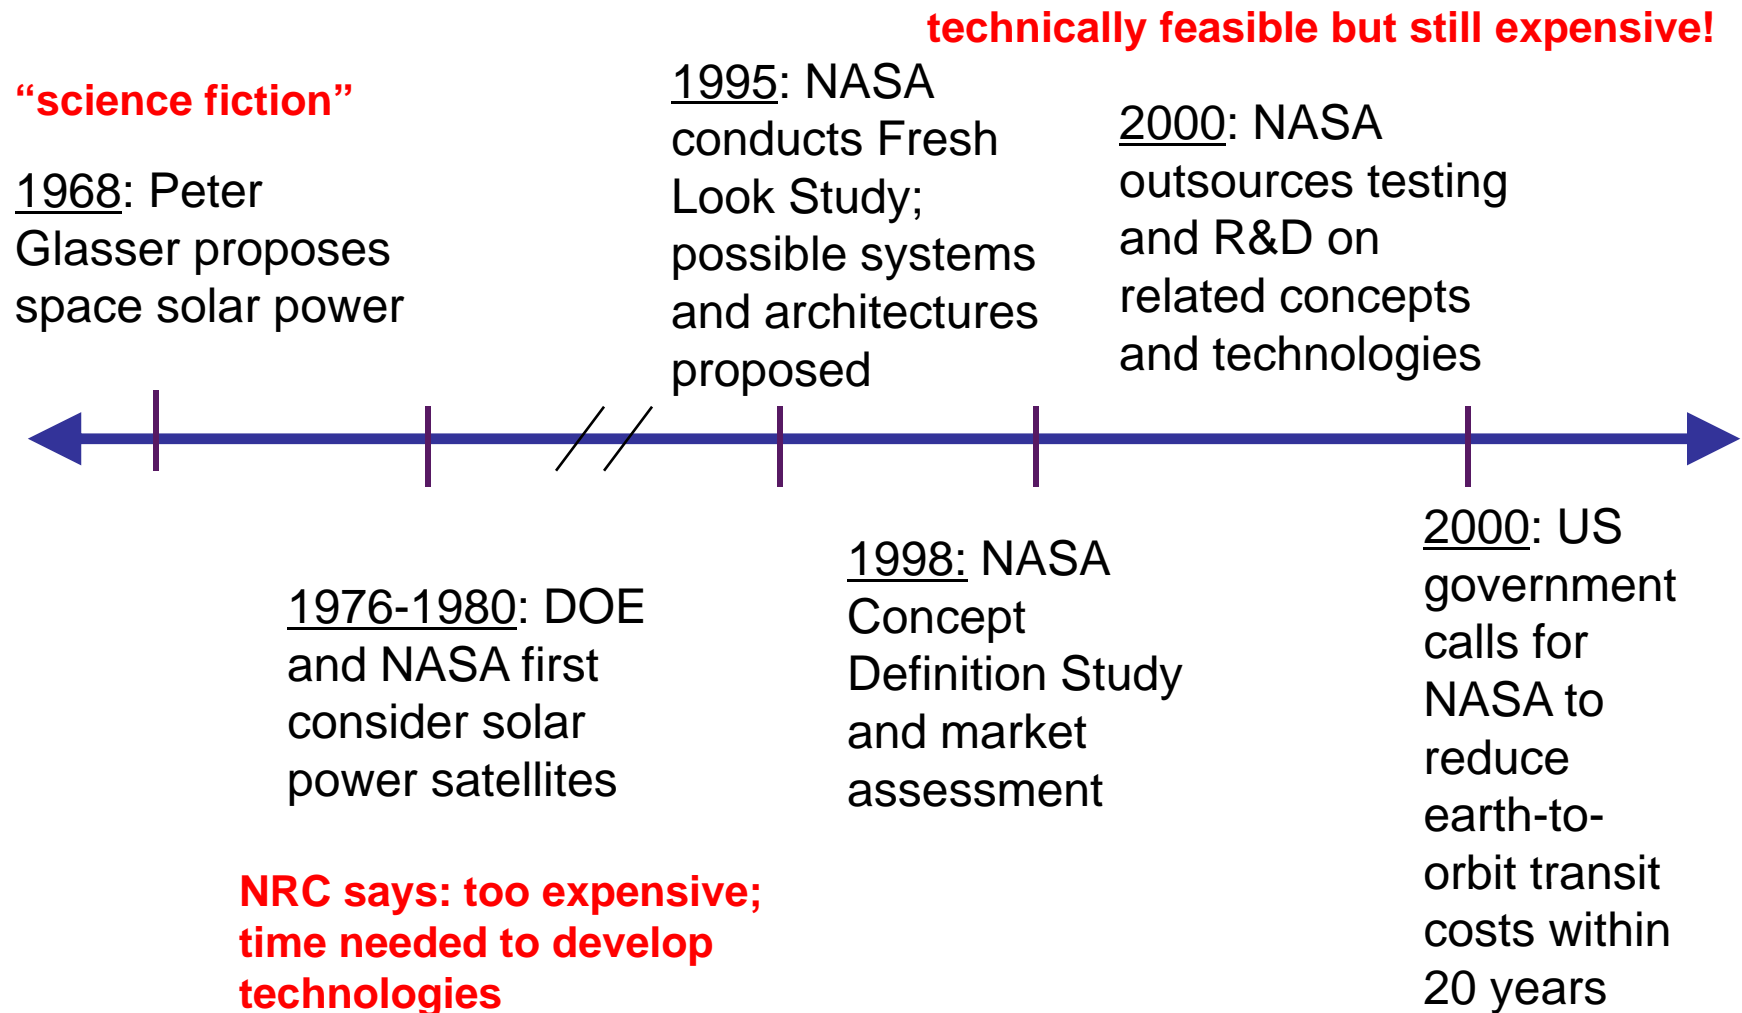 technically feasible but still expensive!
“science fiction”
1968: Peter
Glasser proposes
space solar power
1995: NASA
conducts Fresh
Look Study;
possible systems
and architectures
proposed
2000: NASA
outsources testing
and R&D on
related concepts
and technologies
1976-1980: DOE
and NASA first
consider solar
power satellites
NRC says: too expensive;
time needed to develop
technologies
1998: NASA
Concept
Definition Study
and market
assessment
2000: US
government
calls for
NASA to
reduce
earth-to-
orbit transit
costs within
20 years